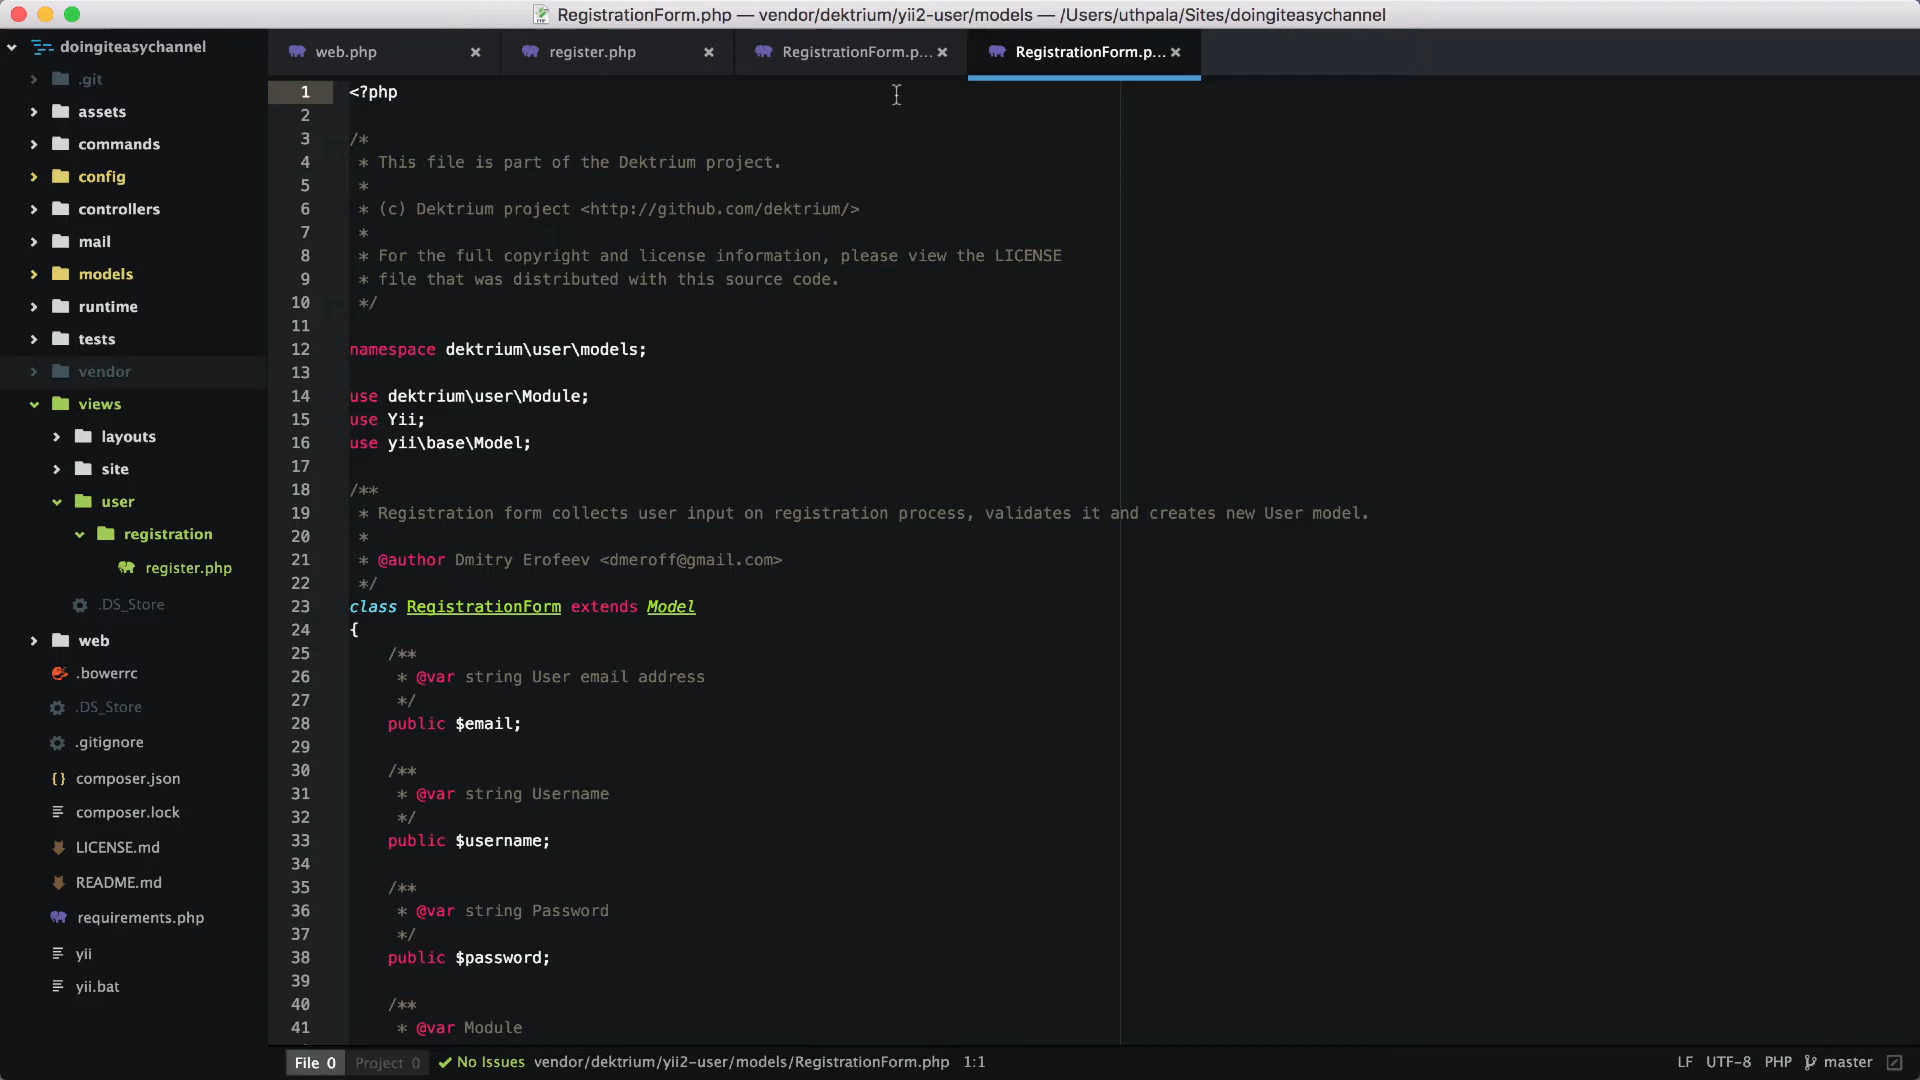 RegistrationForm.php — vendor/dektrium/yii2-user/models — /Users/uthpala/Sites/doingiteasychannel
doingiteasychannel
.git
assets
commands
config
controllers
mail
models
runtime
tests
vendor
views
layouts
site
user
registration
register.php
.DS_Store
web
.bowerrc
.DS_Store
.gitignore
composer.json
composer.lock
LICENSE.md
README.md
requirements.php
yii
yii.bat
web.php
register.php
RegistrationForm.p...
RegistrationForm.p...
1 <?php
2
3 /*
4 * This file is part of the Dektrium project.
5 *
6 * (c) Dektrium project <http://github.com/dektrium/>
7 *
8 * For the full copyright and license information, please view the LICENSE
9 * file that was distributed with this source code.
10 */
11
12 namespace dektrium\user\models;
13
14 use dektrium\user\Module;
15 use Yii;
16 use yii\base\Model;
17
18 /**
19 * Registration form collects user input on registration process, validates it and creates new User model.
20 *
21 * @author Dmitry Erofeev <dmeroff@gmail.com>
22 */
23 class RegistrationForm extends Model
24 {
25 /**
26 * @var string User email address
27 */
28 public $email;
29
30 /**
31 * @var string Username
32 */
33 public $username;
34
35 /**
36 * @var string Password
37 */
38 public $password;
39
40 /**
41 * @var Module
File 0 Project 0 No Issues vendor/dektrium/yii2-user/models/RegistrationForm.php 1:1 LF UTF-8 PHP master